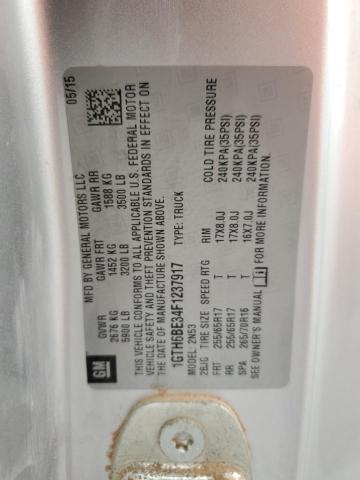 GM
MFD BY GENERAL MOTORS LLC
05/15
GVWR GAWR FRT GAWR RR
2676 KG 1452 KG 1588 KG
5900 LB 3200 LB 3500 LB
THIS VEHICLE CONFORMS TO ALL APPLICABLE U.S. FEDERAL MOTOR
VEHICLE SAFETY AND THEFT PREVENTION STANDARDS IN EFFECT ON
THE DATE OF MANUFACTURE SHOWN ABOVE.
1GTH6BE34F1237917 TYPE: TRUCK
MODEL: 2N53
2BJG TIRE SIZE SPEED RTG RIM COLD TIRE PRESSURE
FRT 255/65R17 T 17X8.0J 240KPA(35PSI)
RR 255/65R17 T 17X8.0J 240KPA(35PSI)
SPA 265/70R16 T 16X7.0J 240KPA(35PSI)
SEE OWNER'S MANUAL FOR MORE INFORMATION.